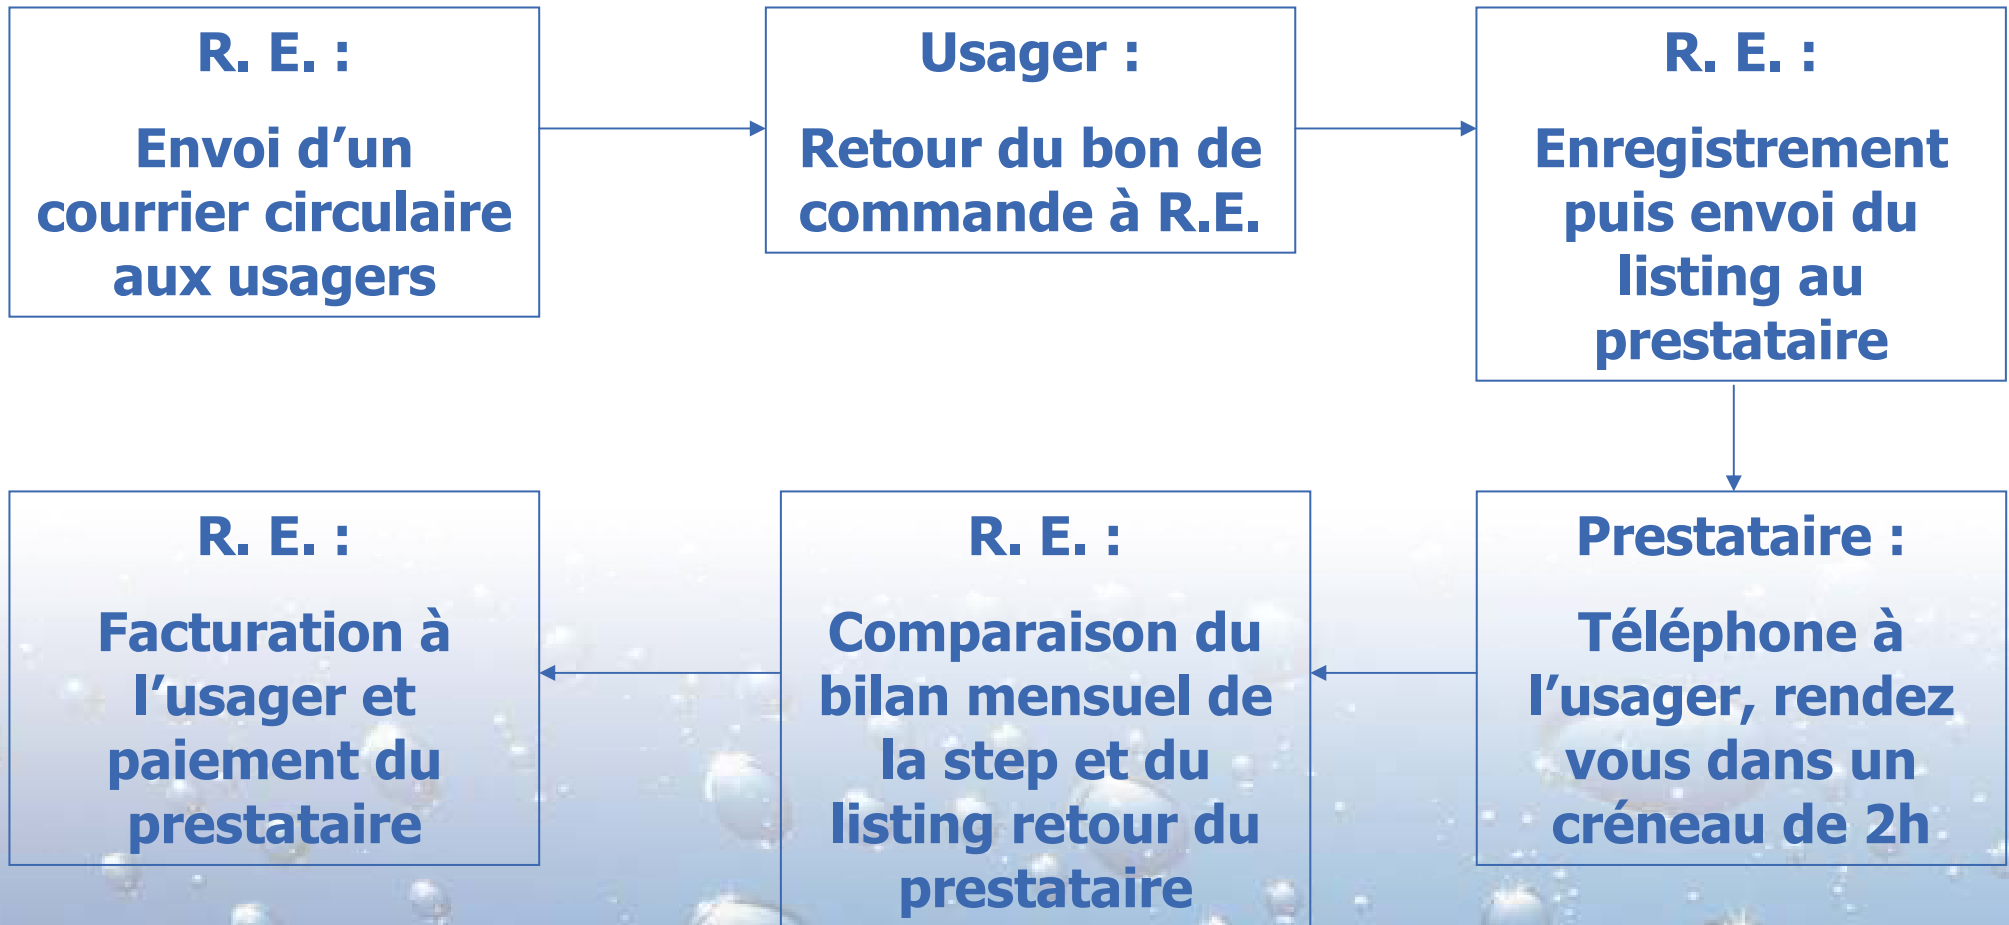 R. E. :
Envoi d’un
courrier circulaire
aux usagers
Usager :
Retour du bon de
commande à R.E.
R. E. :
Enregistrement
puis envoi du
listing au
prestataire
Prestataire :
Téléphone à
l’usager, rendez
vous dans un
créneau de 2h
R. E. :
Comparaison du
bilan mensuel de
la step et du
listing retour du
prestataire
R. E. :
Facturation à
l’usager et
paiement du
prestataire